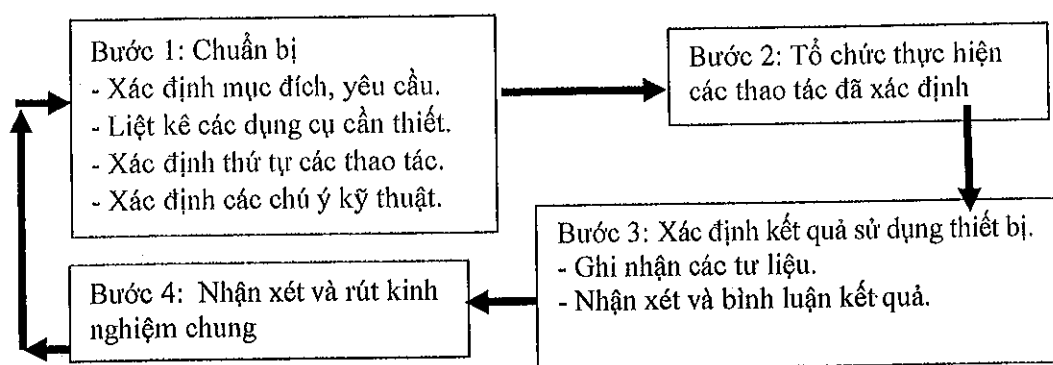 Bước 1: Chuẩn bị
- Xác định mục đích, yêu cầu.
- Liệt kê các dụng cụ cần thiết.
- Xác định thứ tự các thao tác.
- Xác định các chú ý kỹ thuật.
Bước 2: Tổ chức thực hiện
các thao tác đã xác định
Bước 3: Xác định kết quả sử dụng thiết bị.
- Ghi nhận các tư liệu.
- Nhận xét và bình luận kết quả.
Bước 4: Nhận xét và rút kinh
nghiệm chung